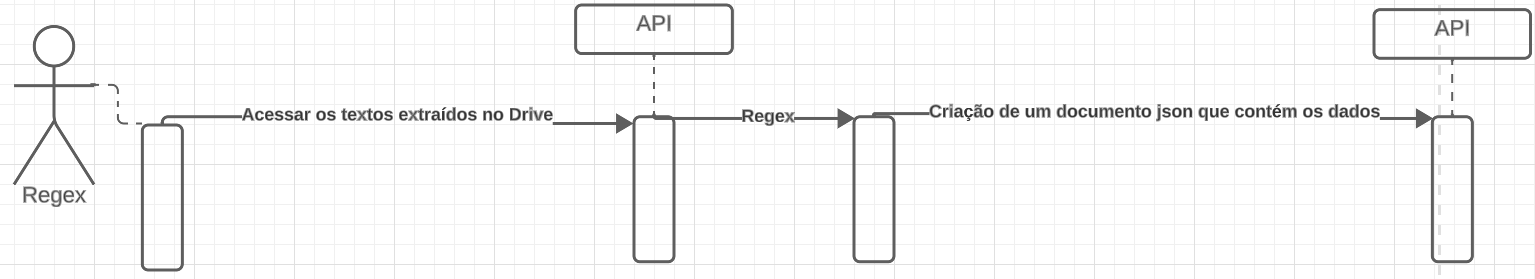 API
API
Acessar os textos extraídos no Drive
Regex
Criação de um documento json que contém os dados
Regex